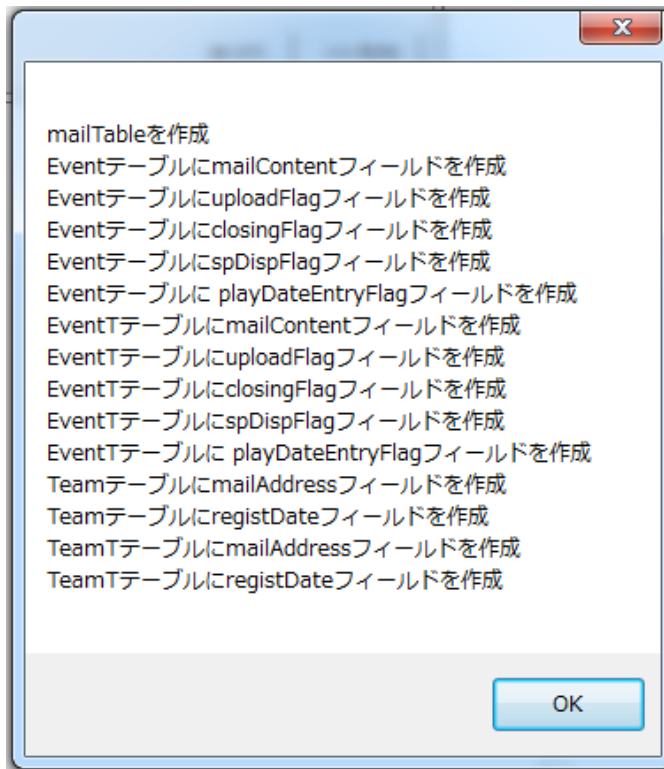 mailTableを作成
EventテーブルにmailContentフィールドを作成
EventテーブルにuploadFlagフィールドを作成
EventテーブルにclosingFlagフィールドを作成
EventテーブルにspDispFlagフィールドを作成
Eventテーブルに playDateEntryFlagフィールドを作成
EventTテーブルにmailContentフィールドを作成
EventTテーブルにuploadFlagフィールドを作成
EventTテーブルにclosingFlagフィールドを作成
EventTテーブルにspDispFlagフィールドを作成
EventTテーブルに playDateEntryFlagフィールドを作成
TeamテーブルにmailAddressフィールドを作成
TeamテーブルにregistDateフィールドを作成
TeamTテーブルにmailAddressフィールドを作成
TeamTテーブルにregistDateフィールドを作成
OK